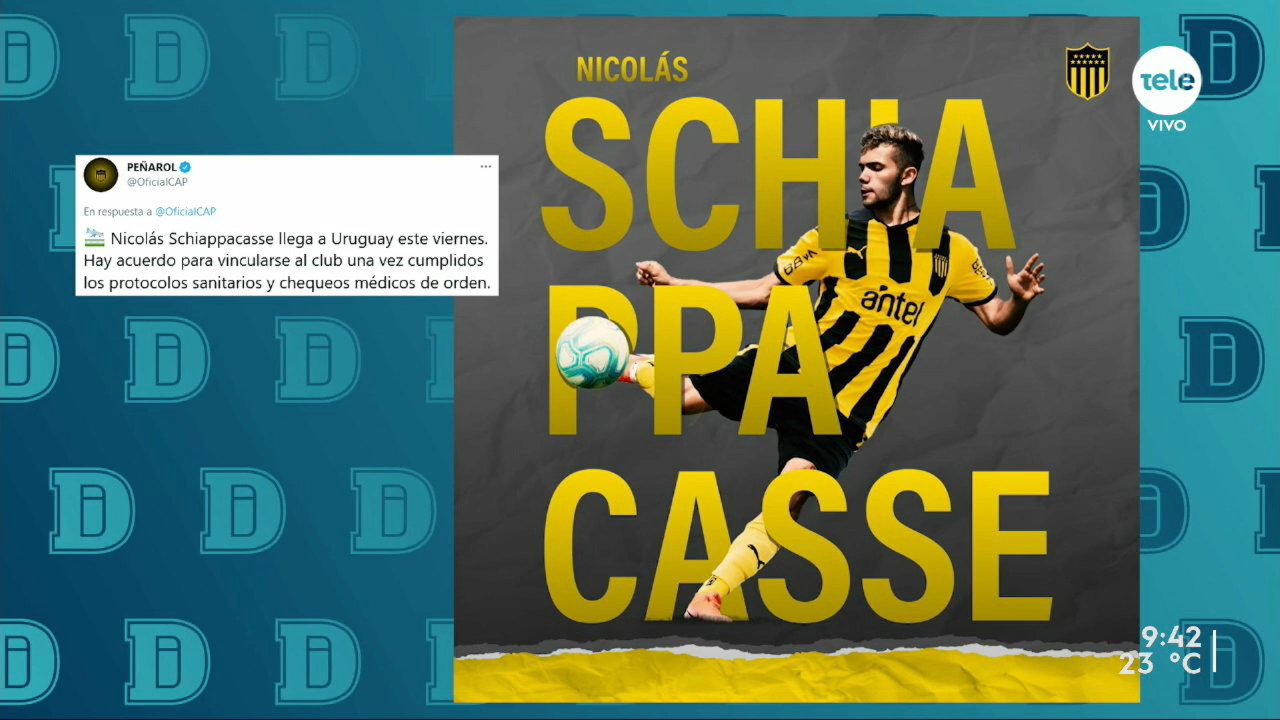 PEÑAROL
@OficialCAP
En respuesta a @OficialCAP
Nicolás Schiappacasse llega a Uruguay este viernes.
Hay acuerdo para vincularse al club una vez cumplidos
los protocolos sanitarios y chequeos médicos de orden.
NICOLÁS
SCHIA
PPA
CASSE
BBVA
antel
tele
VIVO
9:42
23 °C
D D D D D
D D
D D D D D
D D D D D
D D D D D